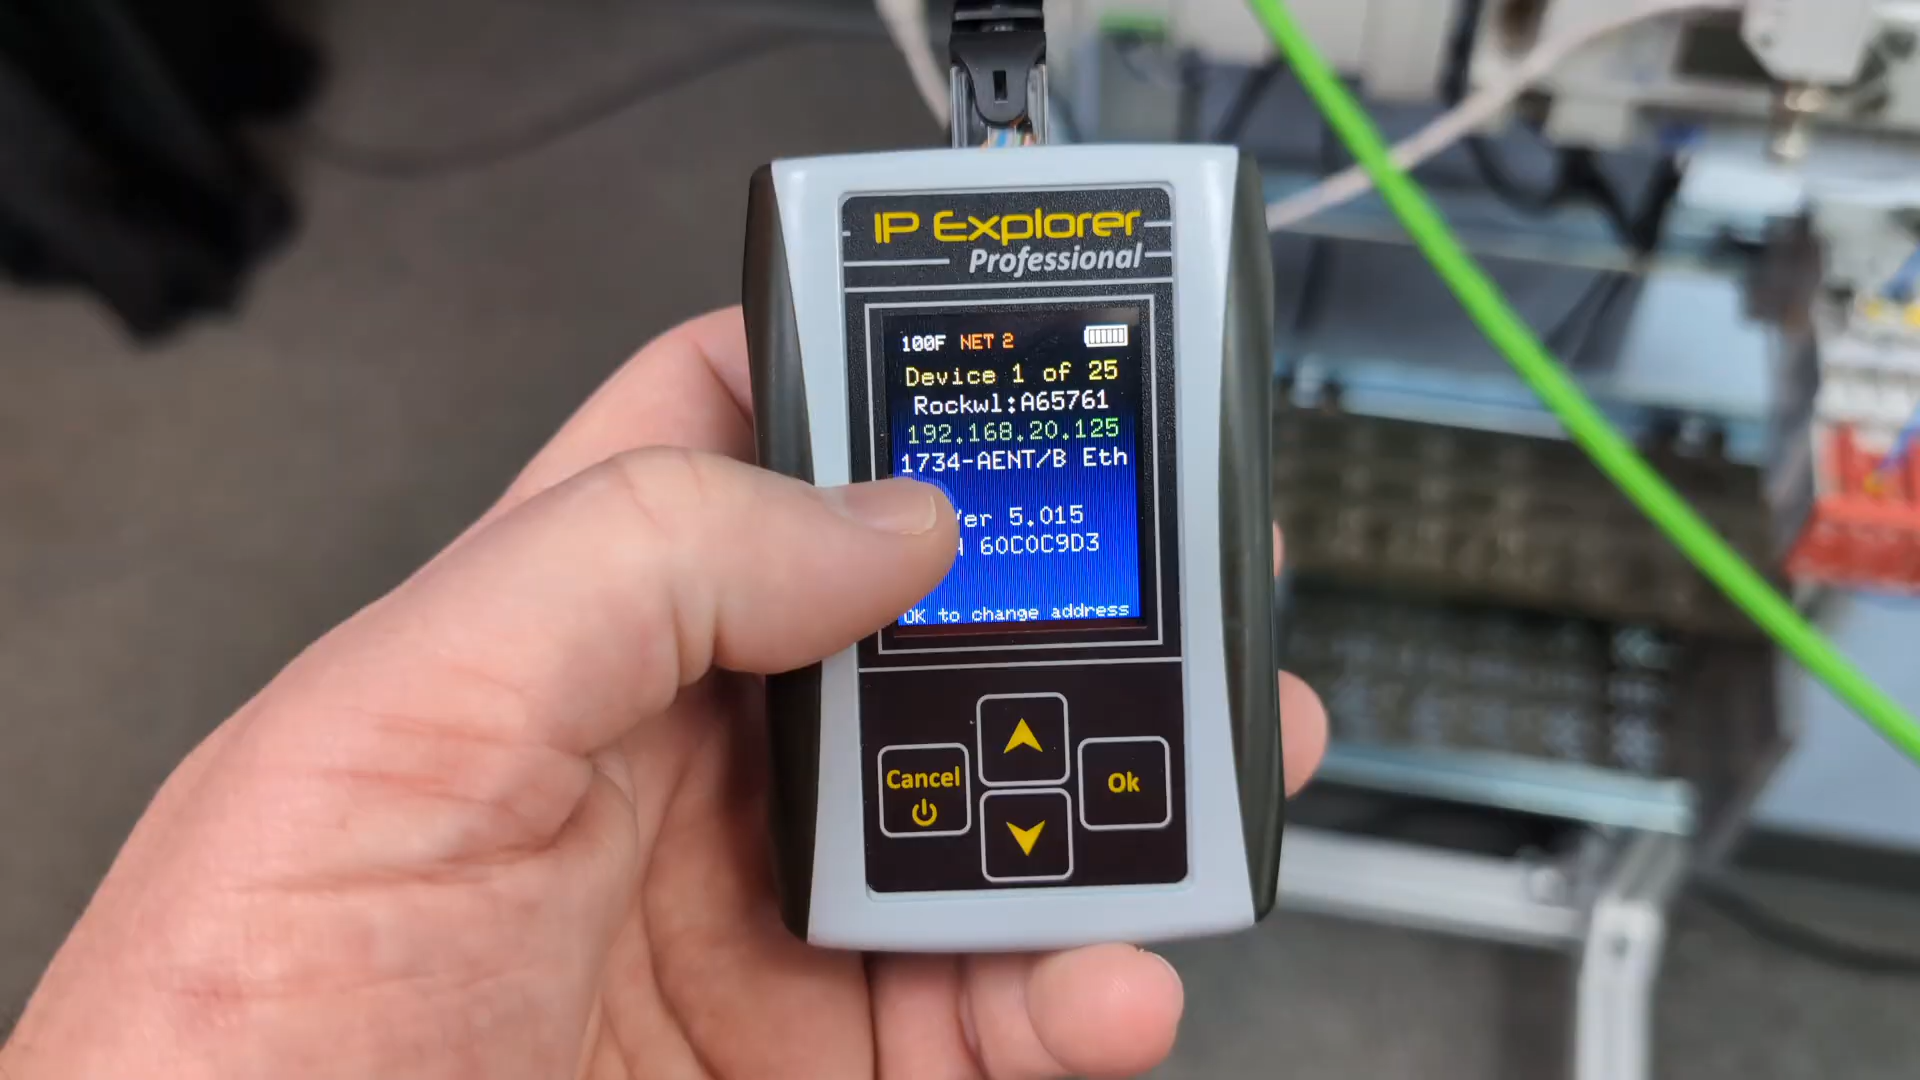 IP Explorer
Professional
100F NET 2
Device 1 of 25
Rockwl:A65761
192.168.20.125
1734-AENT/B Eth
5.015
60C0C9D3
OK to change address
Cancel
Ok